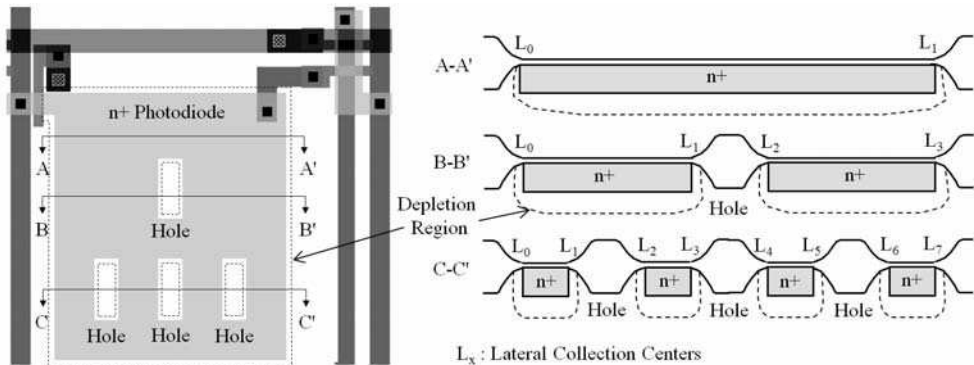 n+ Photodiode
A A'
B B'
Hole
C C'
Hole Hole Hole
Depletion
Region
L0 L1
A-A'
n+
L0 L1 L2 L3
B-B'
n+ n+
Hole
L0 L1 L2 L3 L4 L5 L6 L7
C-C'
n+ n+ n+ n+
Hole Hole Hole
Lx : Lateral Collection Centers